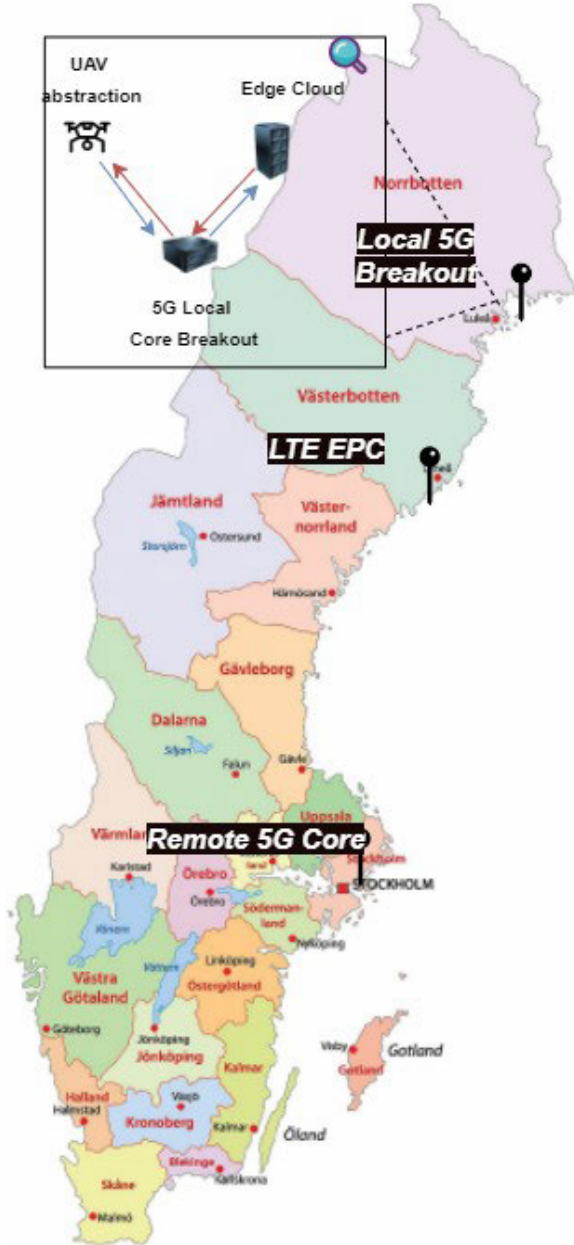 UAV
abstraction
Edge Cloud
5G Local
Core Breakout
Norrbotten
Local 5G
Breakout
Luleå
Västerbotten
LTE EPC
Jämtland
Väster-
norrland
Storsjön
Östersund
Härnösand
Gävleborg
Dalarna
Siljan
Falun
Gävle
Uppsala
Remote 5G Core
Stockholm
land
Karlstad
Örebro
Örebro
STOCKHOLM
Söderman-
land
Vänern
Vättern
Nyköping
Linköping
Östergötland
Västra
Götaland
Göteborg
Jönköping
Jönköping
Kalmar
Visby
Gotland
Gotland
Halland
Halmstad
Växjö
Kronoberg
Kalmar
Öland
Blekinge
Karlskrona
Skåne
Malmö